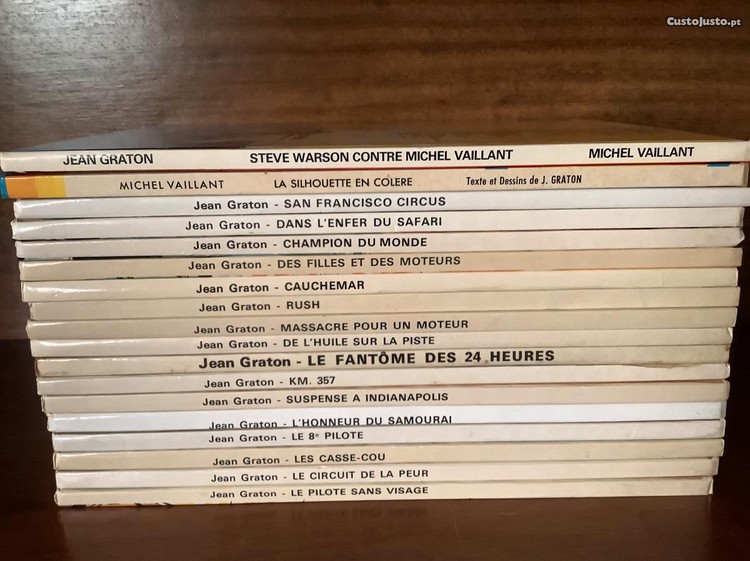 CustoJusto.pt
JEAN GRATON STEVE WARSON CONTRE MICHEL VAILLANT MICHEL VAILLANT
MICHEL VAILLANT LA SILHOUETTE EN COLERE Texte et Dessins de J. GRATON
Jean Graton - SAN FRANCISCO CIRCUS
Jean Graton - DANS L'ENFER DU SAFARI
Jean Graton - CHAMPION DU MONDE
Jean Graton - DES FILLES ET DES MOTEURS
Jean Graton - CAUCHEMAR
Jean Graton - RUSH
Jean Graton - MASSACRE POUR UN MOTEUR
Jean Graton - DE L'HUILE SUR LA PISTE
Jean Graton - LE FANTÔME DES 24 HEURES
Jean Graton - KM. 357
Jean Graton - SUSPENSE A INDIANAPOLIS
Jean Graton - L'HONNEUR DU SAMOURAI
Jean Graton - LE 8e PILOTE
Jean Graton - LES CASSE-COU
Jean Graton - LE CIRCUIT DE LA PEUR
Jean Graton - LE PILOTE SANS VISAGE